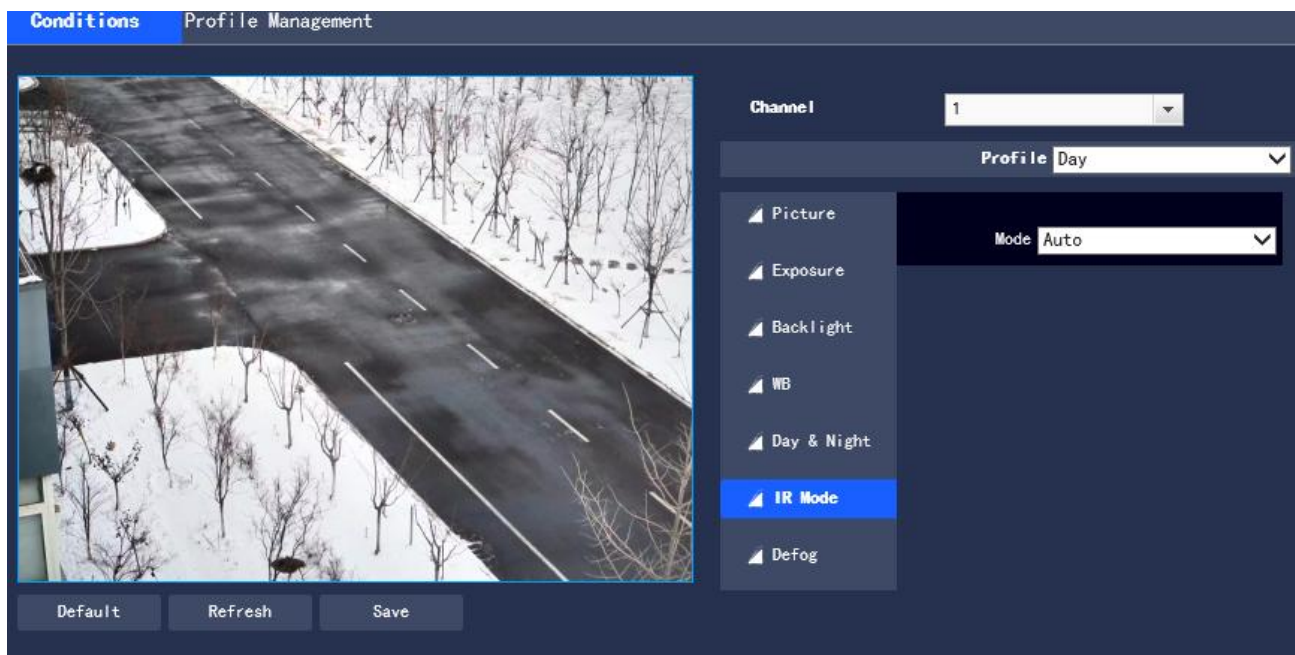 Conditions Profile Management
Channel 1
Profile Day
Picture
Mode Auto
Exposure
Backlight
WB
Day & Night
IR Mode
Defog
Default Refresh Save